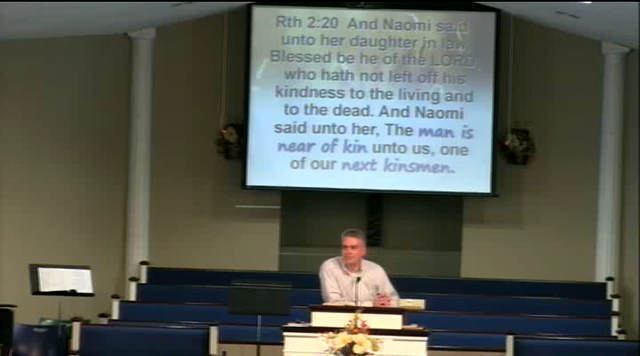 Rth 2:20 And Naomi said
unto her daughter in law,
Blessed be he of the LORD,
who hath not left off his
kindness to the living and
to the dead. And Naomi
said unto her, The man is
near of kin unto us, one
of our next kinsmen.